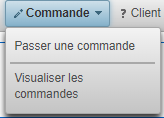 Commande ? Client
Passer une commande
Visualiser les
commandes